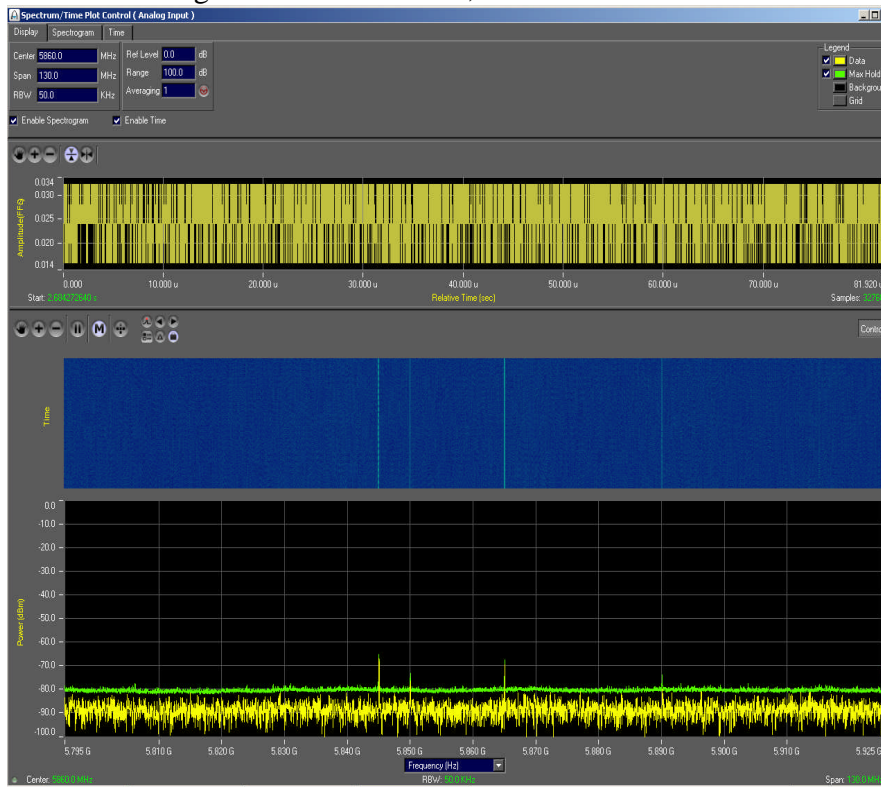 Spectrum/Time Plot Control ( Analog Input )
Display Spectrogram Time
Center 5860.0 MHz Ref Level 0.0 dB
Span 130.0 MHz Range 100.0 dB
RBW 50.0 KHz Averaging 1
Legend
Data
Max Hold
Backgrou
Grid
Enable Spectrogram Enable Time
Amplitude(FFS)
0.034
0.030
0.025
0.020
0.014
0.000 10.000 u 20.000 u 30.000 u 40.000 u 50.000 u 60.000 u 70.000 u 81.920 u
Start: 2.684272640 s Relative Time (sec) Samples: 3276
M
Contro
Time
Power (dBm)
0.0
-10.0
-20.0
-30.0
-40.0
-50.0
-60.0
-70.0
-80.0
-90.0
-100.0
5.795 G 5.810 G 5.820 G 5.830 G 5.840 G 5.850 G 5.860 G 5.870 G 5.880 G 5.890 G 5.900 G 5.910 G 5.925 G
Frequency (Hz)
Center: 5860.0 MHz RBW: 50.0 KHz Span: 130.0 MHz